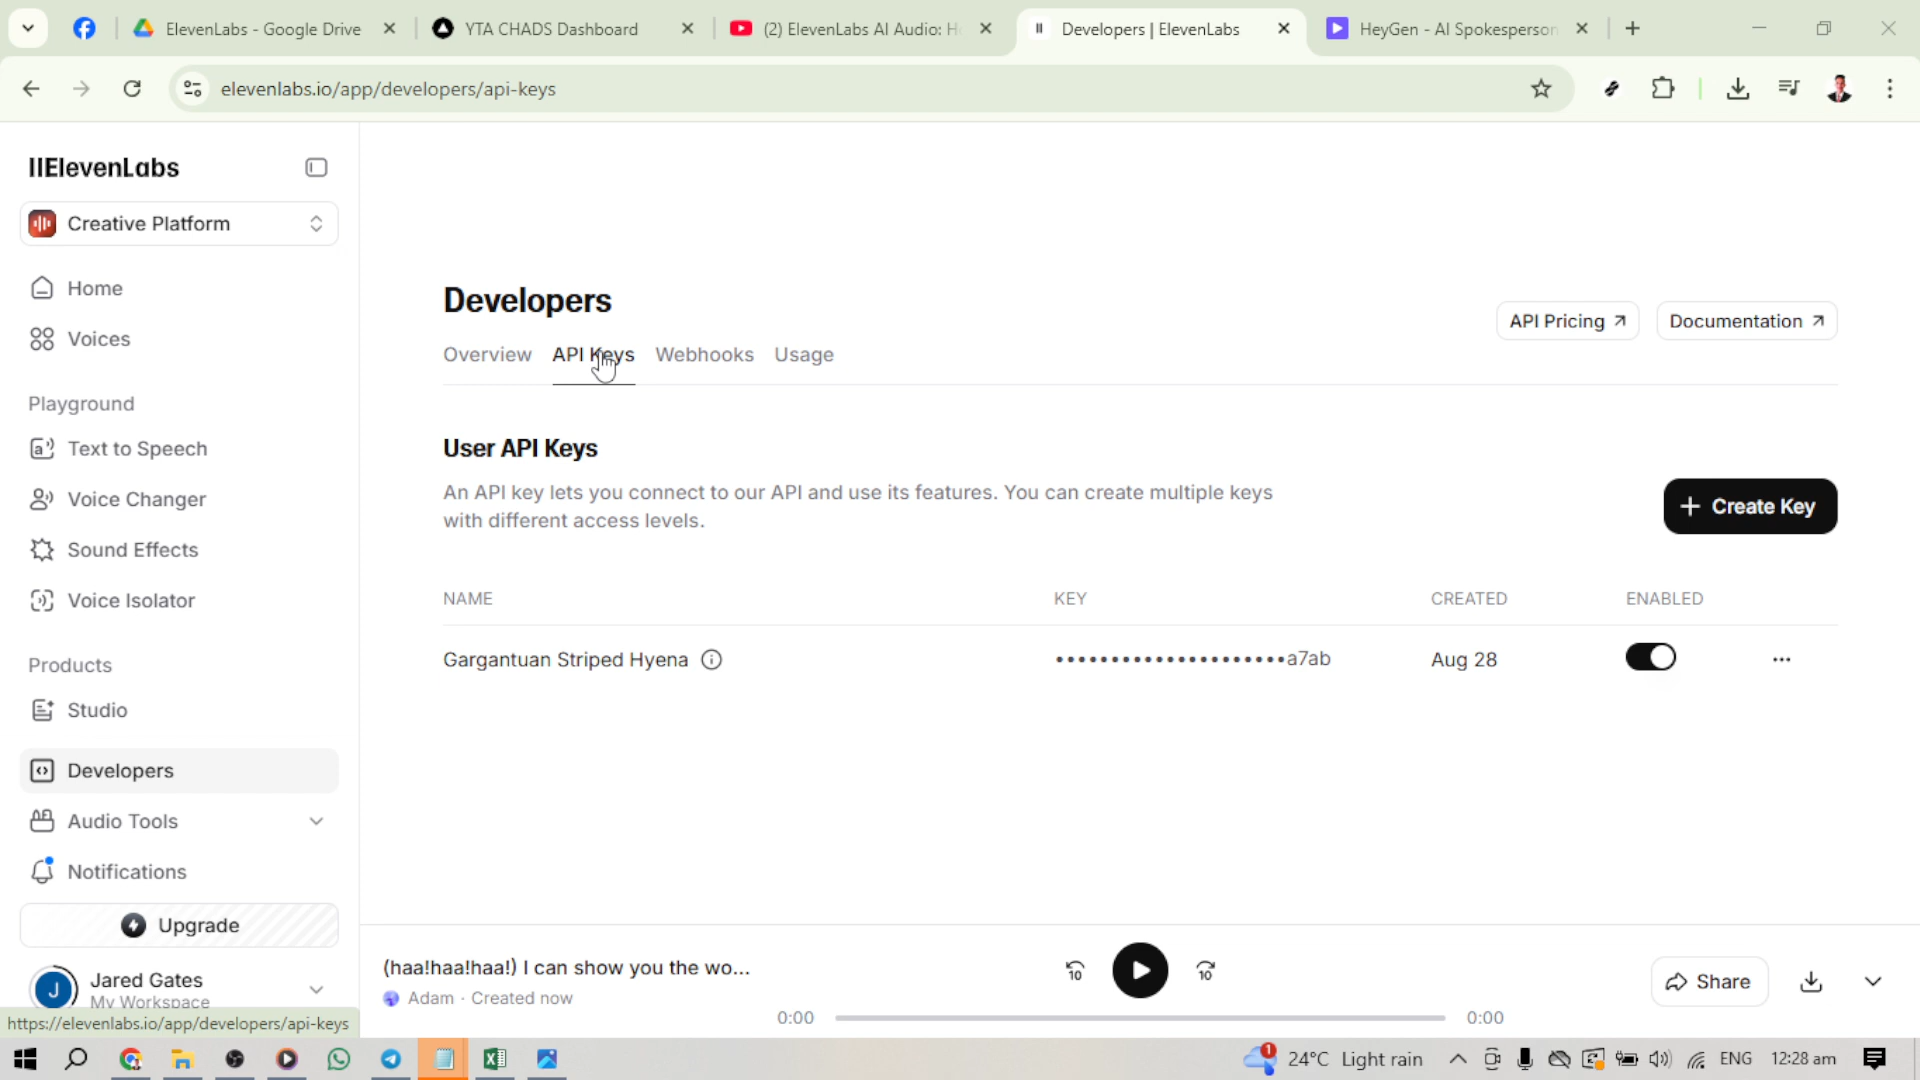 ElevenLabs - Google Drive
YTA CHADS Dashboard
(2) ElevenLabs AI Audio: H
Developers | ElevenLabs
HeyGen - AI Spokesperson
elevenlabs.io/app/developers/api-keys
IIElevenLabs
Creative Platform
Home
Voices
Playground
Text to Speech
Voice Changer
Sound Effects
Voice Isolator
Products
Studio
Developers
Audio Tools
Notifications
Upgrade
J
Jared Gates
My Workspace
https://elevenlabs.io/app/developers/api-keys
Developers
API Pricing
Documentation
Overview
API Keys
Webhooks
Usage
User API Keys
An API key lets you connect to our API and use its features. You can create multiple keys
with different access levels.
+ Create Key
NAME
KEY
CREATED
ENABLED
Gargantuan Striped Hyena
•••••••••••••••••••••a7ab
Aug 28
(haa!haa!haa!) I can show you the wo...
Adam · Created now
10
10
0:00
0:00
Share
1
24°C Light rain
ENG
12:28 am